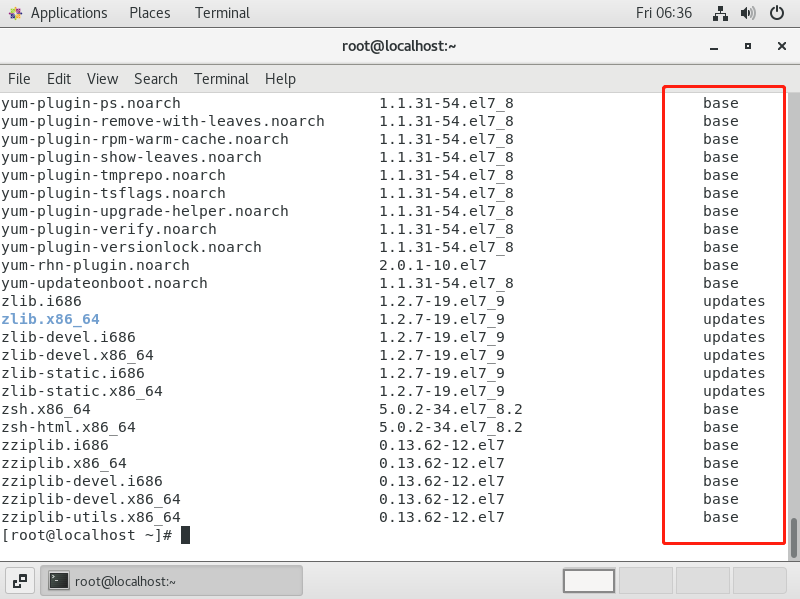 Applications Places Terminal Fri 06:36
root@localhost:~
File Edit View Search Terminal Help
yum-plugin-ps.noarch 1.1.31-54.el7_8 base
yum-plugin-remove-with-leaves.noarch 1.1.31-54.el7_8 base
yum-plugin-rpm-warm-cache.noarch 1.1.31-54.el7_8 base
yum-plugin-show-leaves.noarch 1.1.31-54.el7_8 base
yum-plugin-tmprepo.noarch 1.1.31-54.el7_8 base
yum-plugin-tsflags.noarch 1.1.31-54.el7_8 base
yum-plugin-upgrade-helper.noarch 1.1.31-54.el7_8 base
yum-plugin-verify.noarch 1.1.31-54.el7_8 base
yum-plugin-versionlock.noarch 1.1.31-54.el7_8 base
yum-rhn-plugin.noarch 2.0.1-10.el7 base
yum-updateonboot.noarch 1.1.31-54.el7_8 base
zlib.i686 1.2.7-19.el7_9 updates
zlib.x86_64 1.2.7-19.el7_9 updates
zlib-devel.i686 1.2.7-19.el7_9 updates
zlib-devel.x86_64 1.2.7-19.el7_9 updates
zlib-static.i686 1.2.7-19.el7_9 updates
zlib-static.x86_64 1.2.7-19.el7_9 updates
zsh.x86_64 5.0.2-34.el7_8.2 base
zsh-html.x86_64 5.0.2-34.el7_8.2 base
zziplib.i686 0.13.62-12.el7 base
zziplib.x86_64 0.13.62-12.el7 base
zziplib-devel.i686 0.13.62-12.el7 base
zziplib-devel.x86_64 0.13.62-12.el7 base
zziplib-utils.x86_64 0.13.62-12.el7 base
[root@localhost ~]#
root@localhost:~